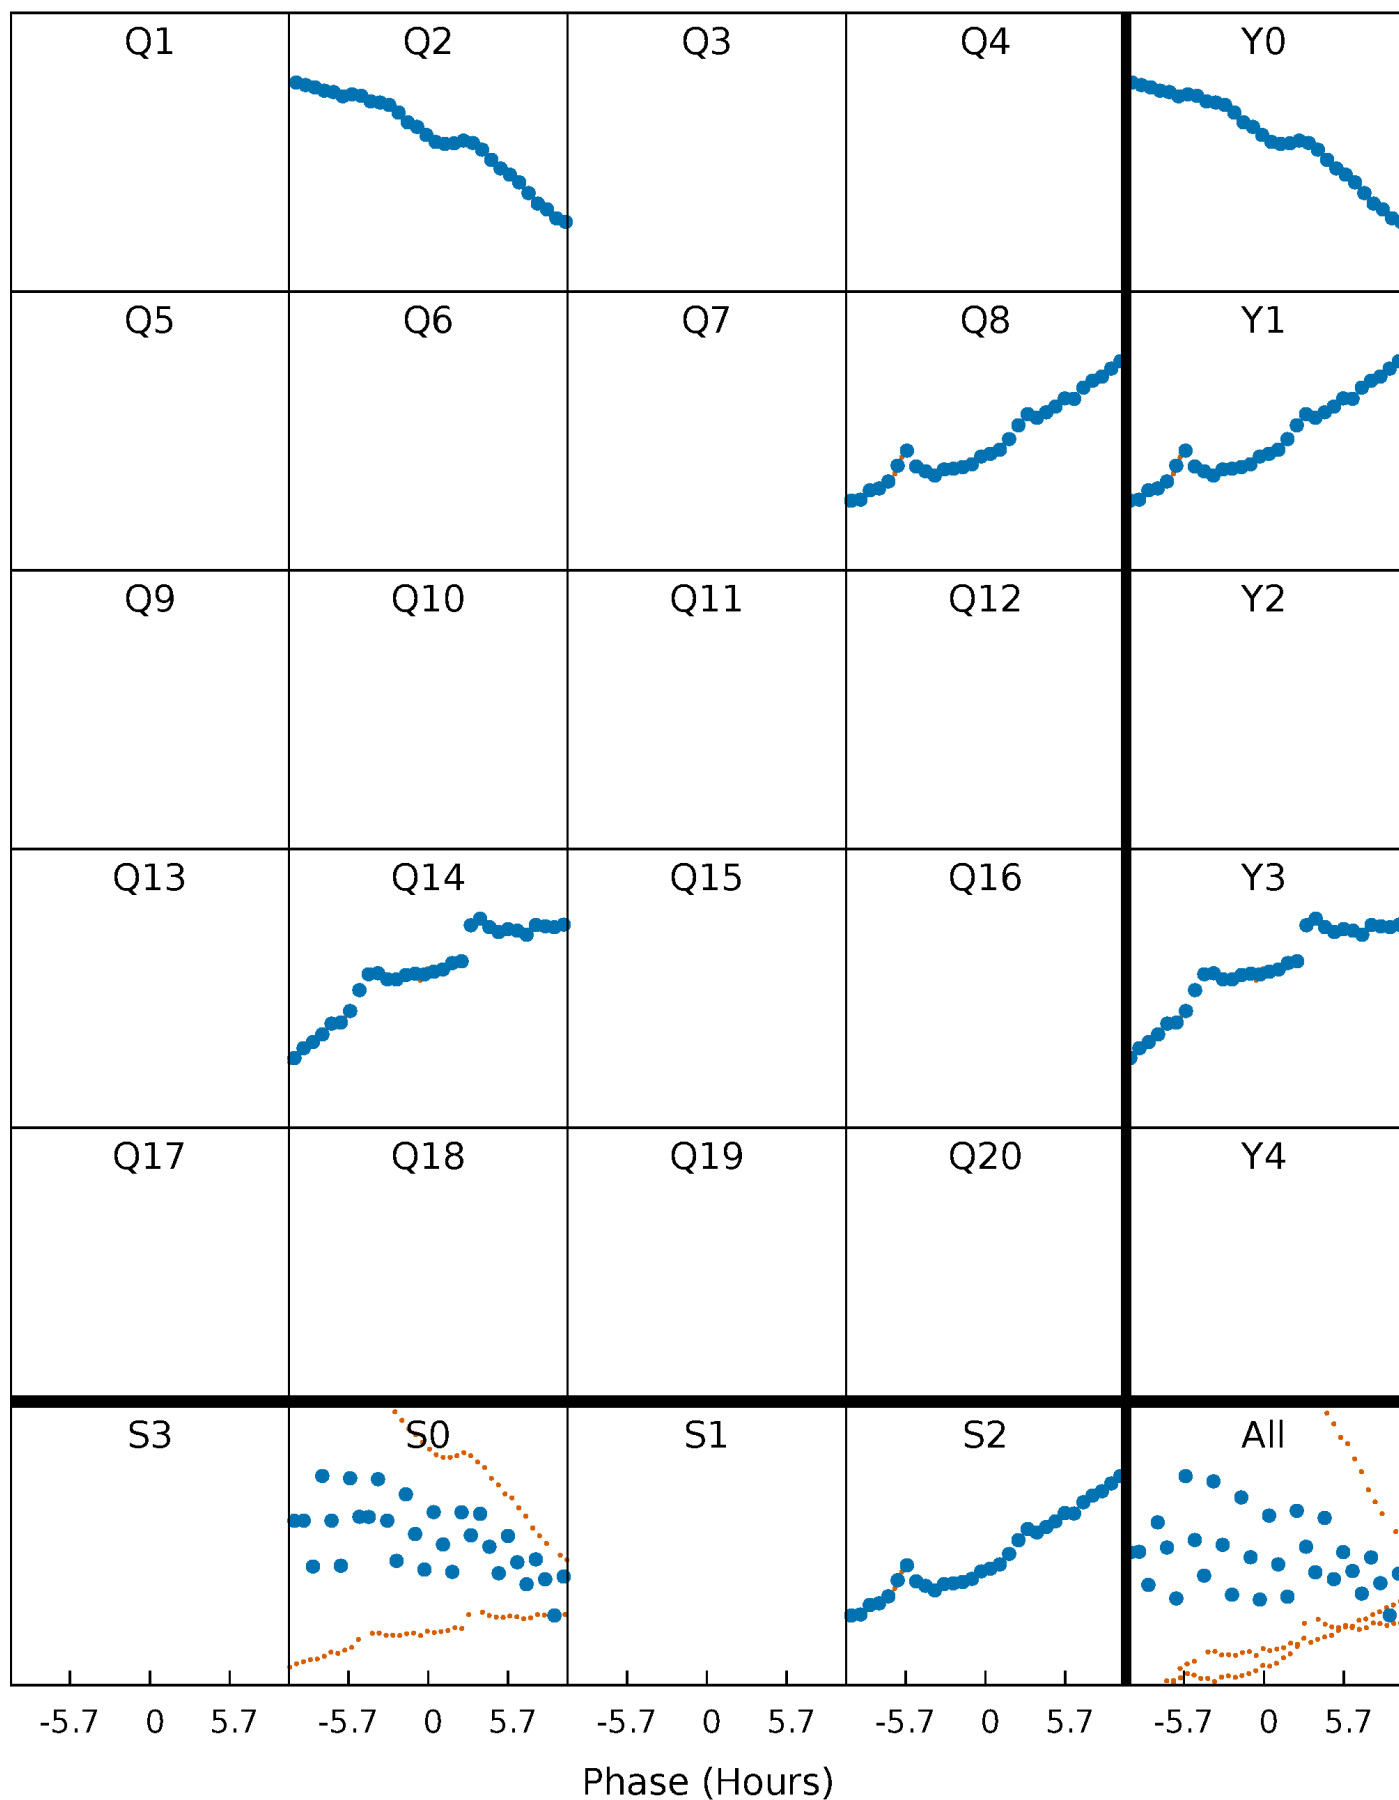 Q1 Q2 Q3 Q4 Y0
Q5 Q6 Q7 Q8 Y1
Q9 Q10 Q11 Q12 Y2
Q13 Q14 Q15 Q16 Y3
Q17 Q18 Q19 Q20 Y4
S3 S0 S1 S2 All
-5.7 0 5.7 -5.7 0 5.7 -5.7 0 5.7 -5.7 0 5.7 -5.7 0 5.7
Phase (Hours)